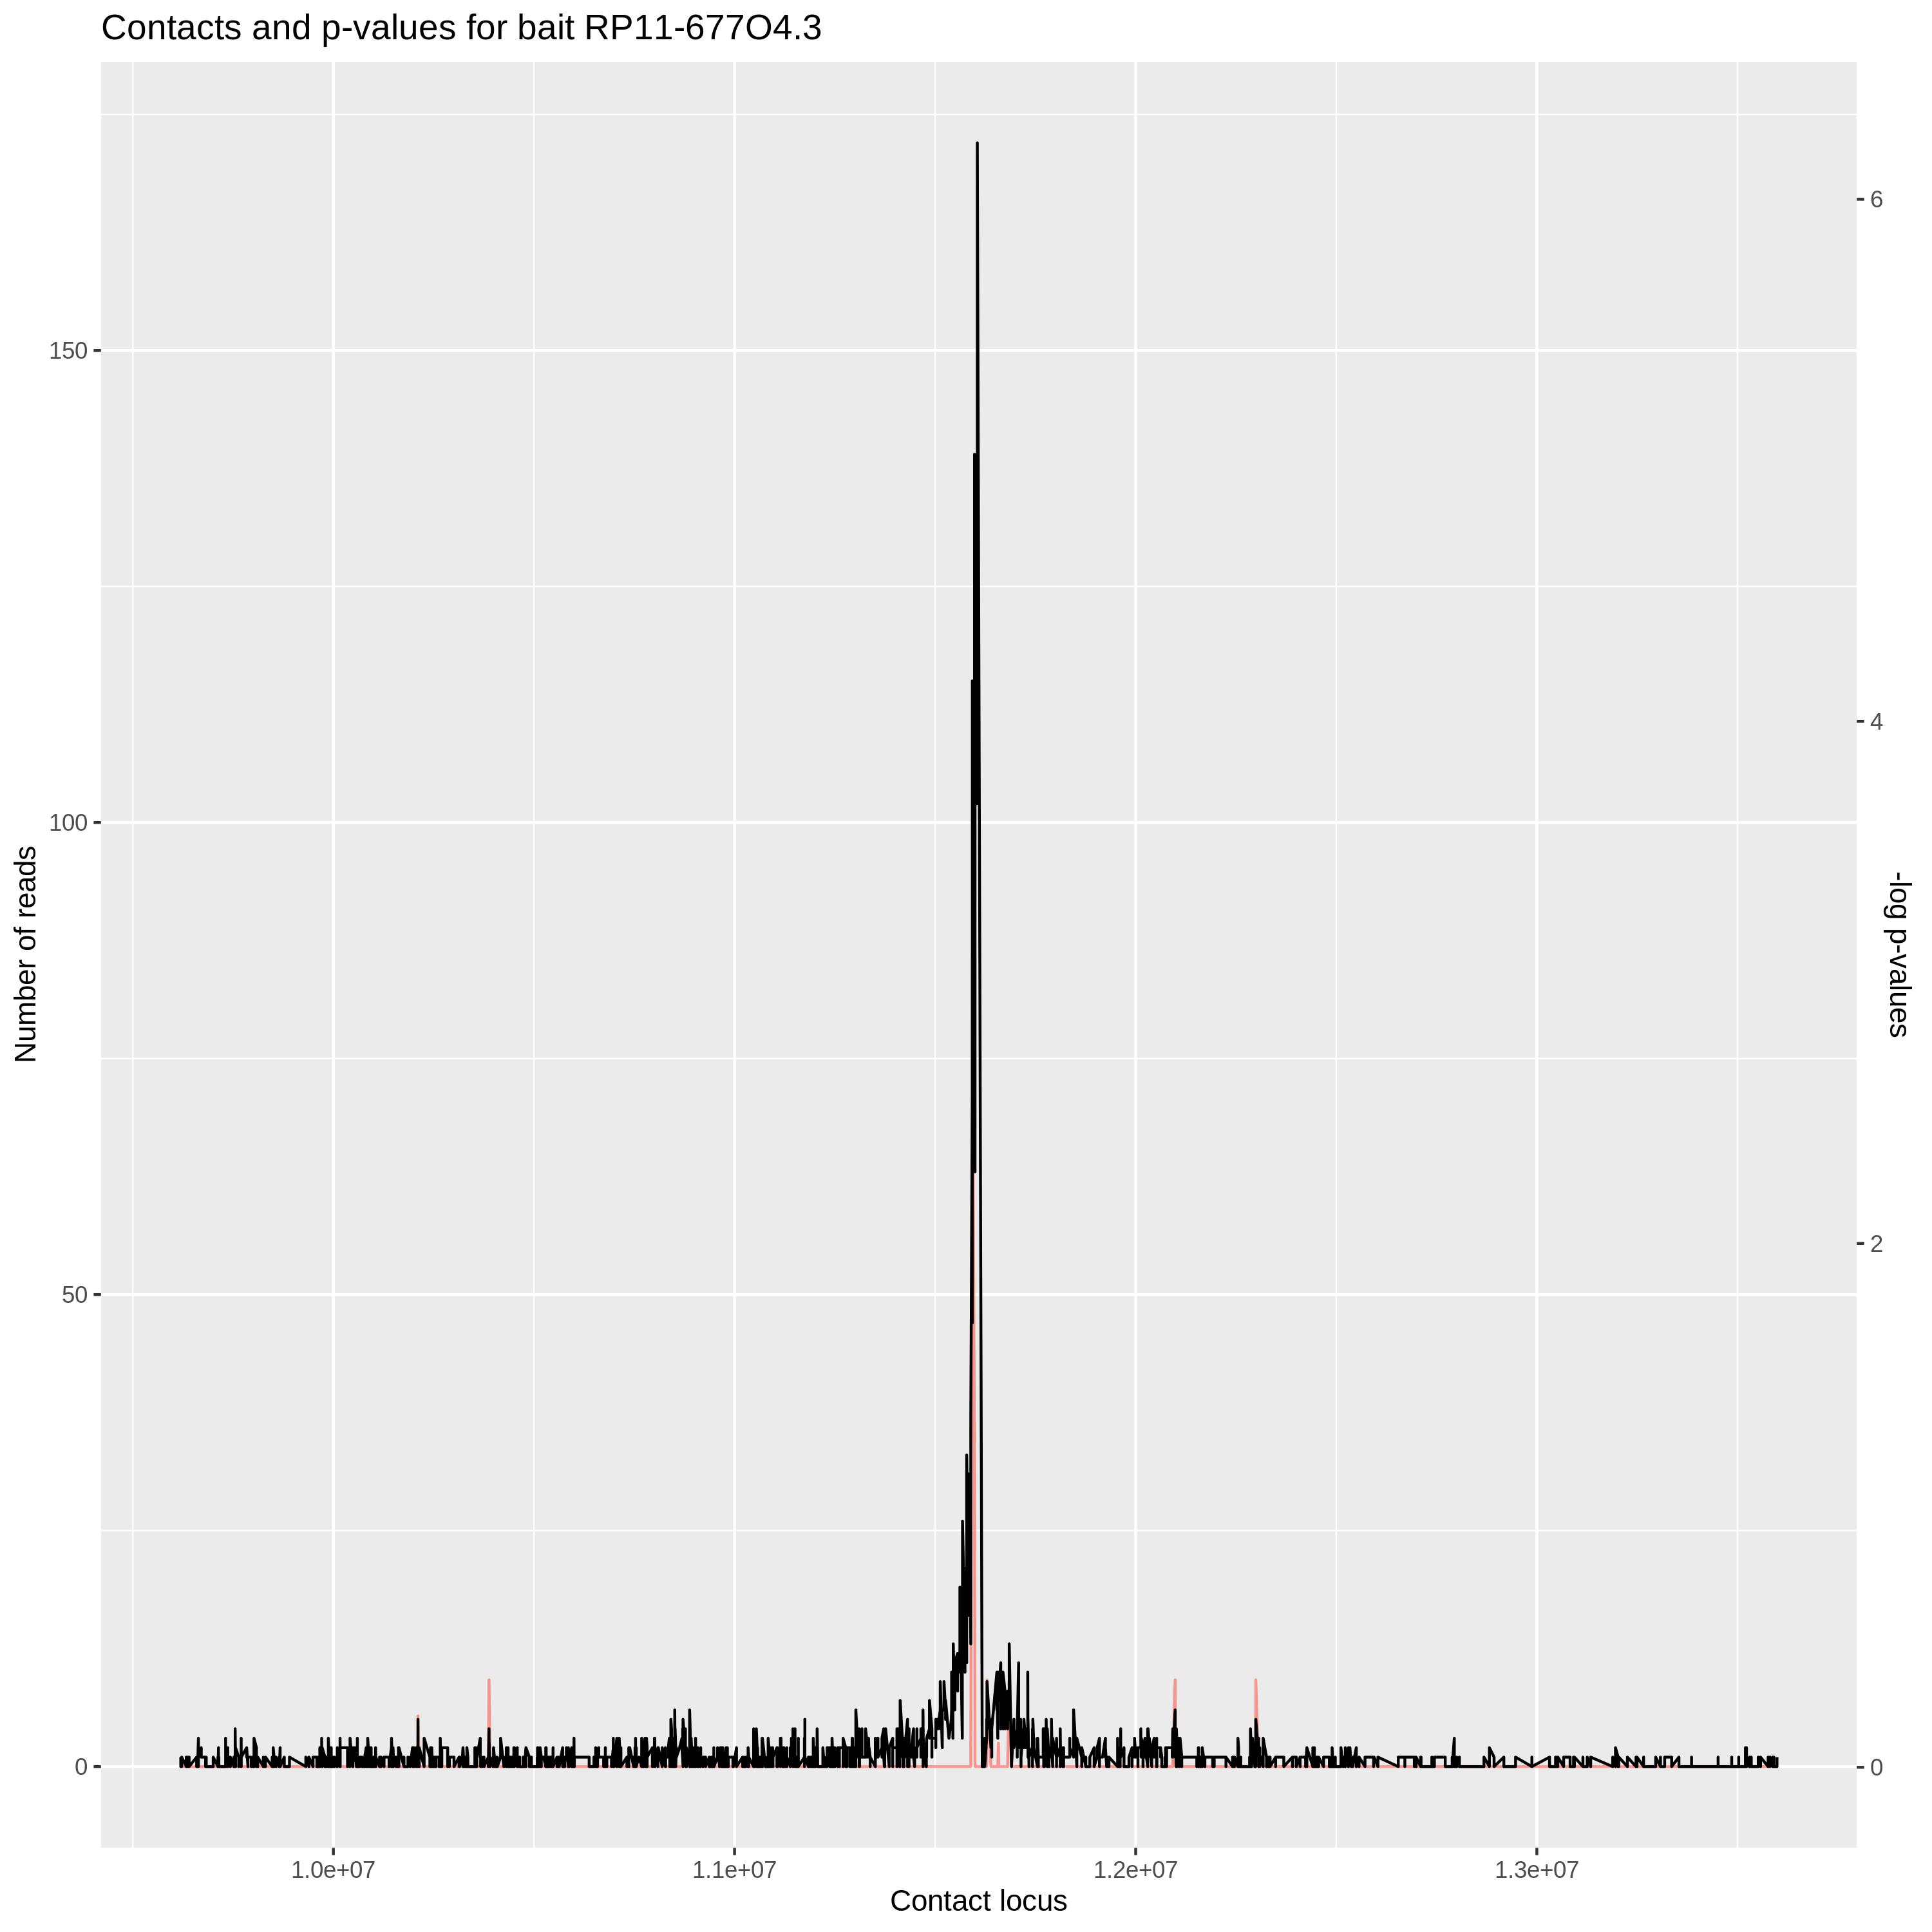 Contacts and p-values for bait RP11-677O4.3
150
100
50
0
Number of reads
6
4
2
0
-log p-values
1.0e+07
1.1e+07
1.2e+07
1.3e+07
Contact locus